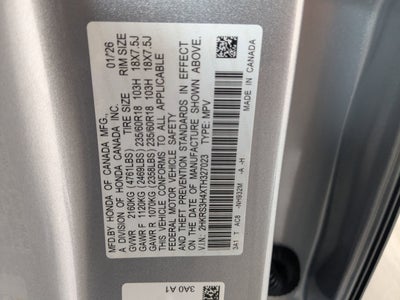 MFD.BY HONDA OF CANADA MFG., 01/26
A DIVISION OF HONDA CANADA INC.
TIRE SIZE RIM SIZE
GVWR 2160KG (4761LBS)
GAWR F 1120KG (2469LBS) 235/60R18 103H 18X7.5J
GAWR R 1070KG (2358LBS) 235/60R18 103H 18X7.5J
THIS VEHICLE CONFORMS TO ALL APPLICABLE
FEDERAL MOTOR VEHICLE SAFETY
AND THEFT PREVENTION STANDARDS IN EFFECT
ON THE DATE OF MANUFACTURE SHOWN ABOVE.
V.I.N.: 2HKRS3H4XTH327023 TYPE: MPV
3A1 T AC8 -NH932M -A -H
MADE IN CANADA
3A0 A1